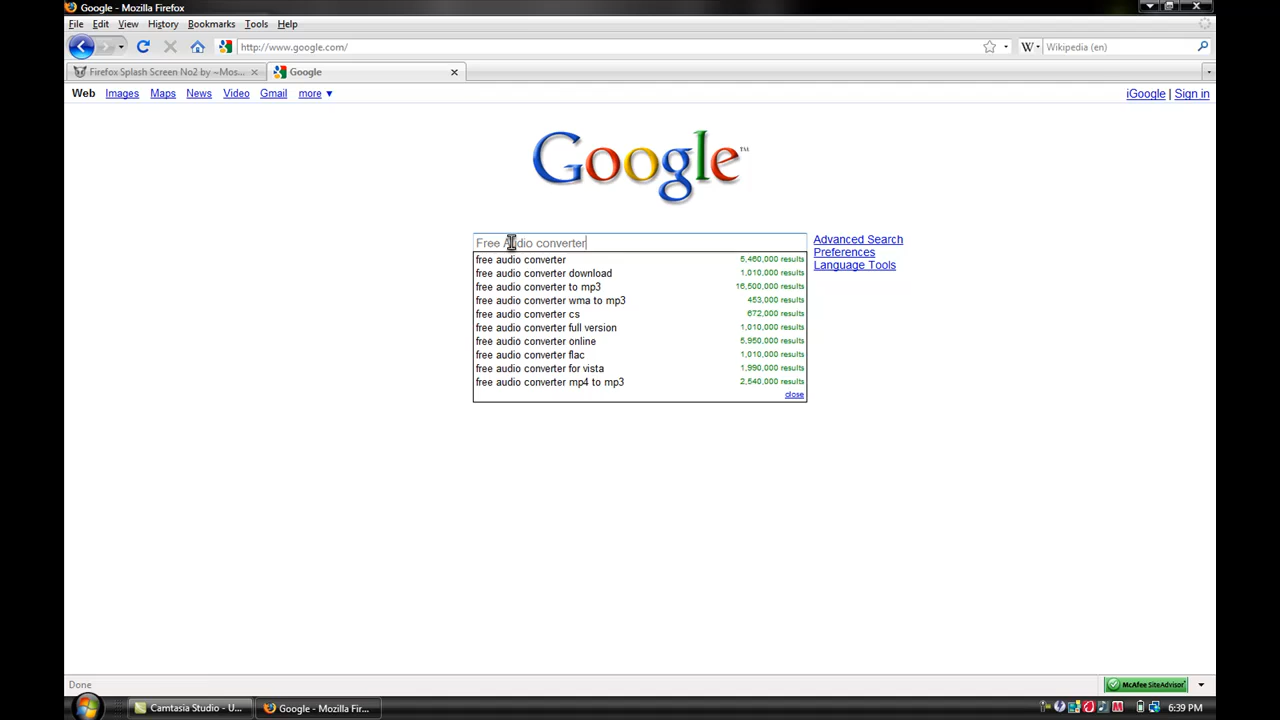 Google - Mozilla Firefox
File Edit View History Bookmarks Tools Help
http://www.google.com/
W Wikipedia (en)
Firefox Splash Screen No2 by ~Mos...
Google
Web Images Maps News Video Gmail more ▼
iGoogle | Sign in
Google™
Free Audio converter
Advanced Search
Preferences
Language Tools
free audio converter 5,460,000 results
free audio converter download 1,010,000 results
free audio converter to mp3 16,500,000 results
free audio converter wma to mp3 453,000 results
free audio converter cs 672,000 results
free audio converter full version 1,010,000 results
free audio converter online 5,950,000 results
free audio converter flac 1,010,000 results
free audio converter for vista 1,990,000 results
free audio converter mp4 to mp3 2,540,000 results
close
Done
McAfee SiteAdvisor
Camtasia Studio - U...
Google - Mozilla Fir...
6:39 PM